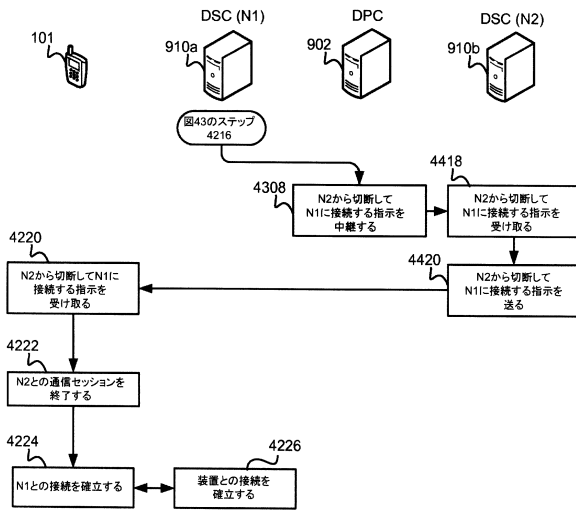 DSC (N1)
DPC
DSC (N2)
101
910a
902
910b
図43のステップ
4216
4308
N2から切断して
N1に接続する指示を
中継する
4418
N2から切断して
N1に接続する指示を
受け取る
4220
N2から切断してN1に
接続する指示を
受け取る
4420
N2から切断して
N1に接続する指示を
送る
4222
N2との通信セッションを
終了する
4224
N1との接続を確立する
4226
装置との接続を
確立する